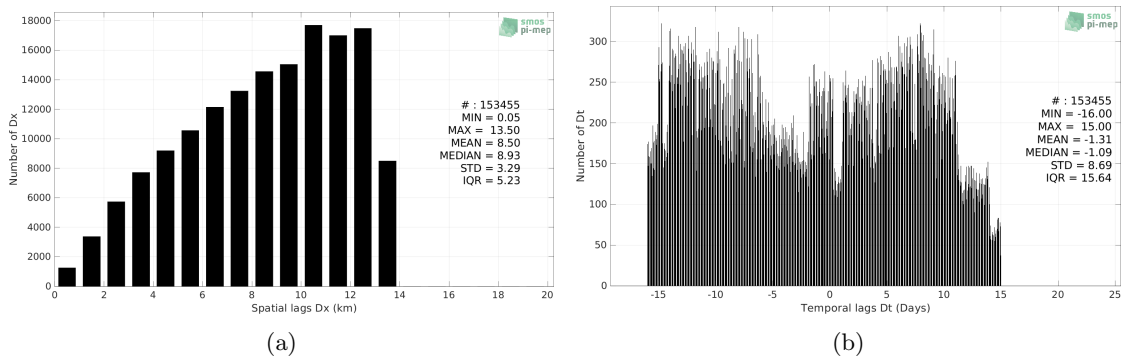 18000
16000
14000
12000
10000
8000
6000
4000
2000
0
Number of Dx
0 2 4 6 8 10 12 14 16 18 20
Spatial lags Dx (km)
smos
pi-mep
# : 153455
MIN = 0.05
MAX = 13.50
MEAN = 8.50
MEDIAN = 8.93
STD = 3.29
IQR = 5.23
(a)
300
250
200
150
100
50
0
Number of Dt
-15 -10 -5 0 5 10 15 20 25
Temporal lags Dt (Days)
smos
pi-mep
# : 153455
MIN = -16.00
MAX = 15.00
MEAN = -1.31
MEDIAN = -1.09
STD = 8.69
IQR = 15.64
(b)